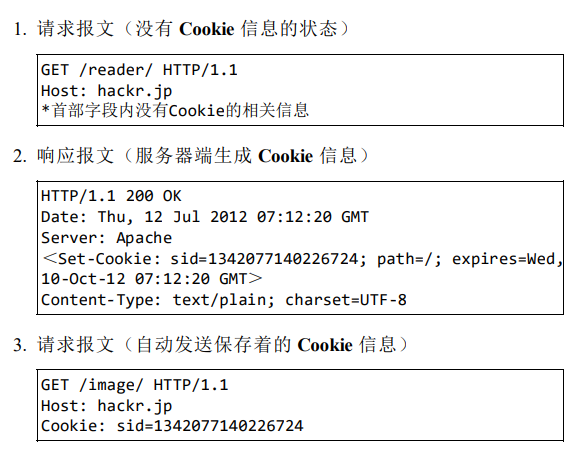 1. 请求报文（没有 Cookie 信息的状态）
GET /reader/ HTTP/1.1
Host: hackr.jp
*首部字段内没有Cookie的相关信息
2. 响应报文（服务器端生成 Cookie 信息）
HTTP/1.1 200 OK
Date: Thu, 12 Jul 2012 07:12:20 GMT
Server: Apache
＜Set-Cookie: sid=1342077140226724; path=/; expires=Wed,
10-Oct-12 07:12:20 GMT＞
Content-Type: text/plain; charset=UTF-8
3. 请求报文（自动发送保存着的 Cookie 信息）
GET /image/ HTTP/1.1
Host: hackr.jp
Cookie: sid=1342077140226724